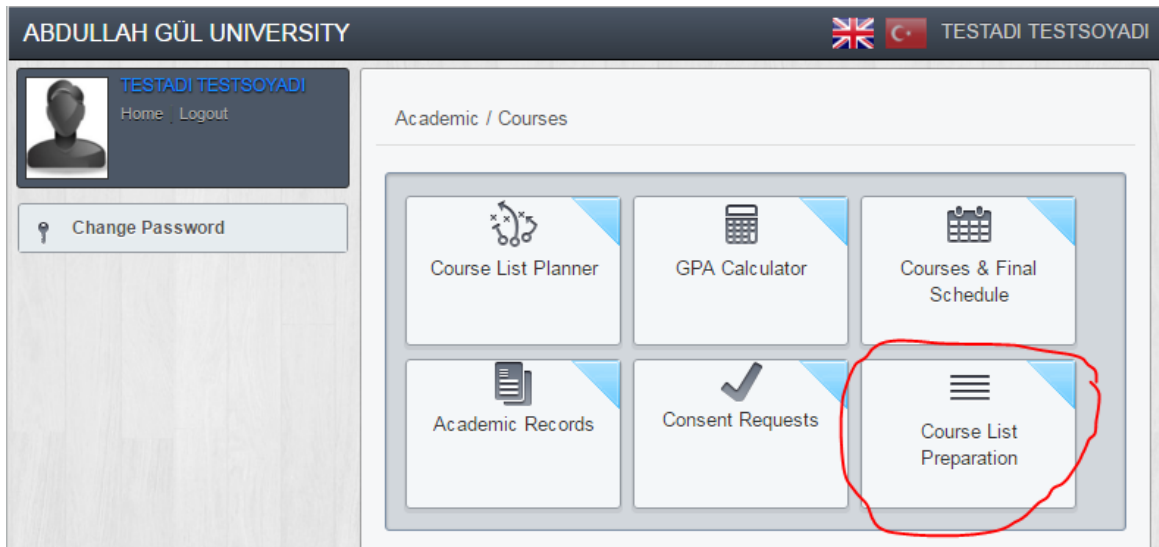 ABDULLAH GÜL UNIVERSITY
TESTADI TESTSOYADI
TESTADI TESTSOYADI
Home Logout
Change Password
Academic / Courses
Course List Planner
GPA Calculator
Courses & Final
Schedule
Academic Records
Consent Requests
Course List
Preparation